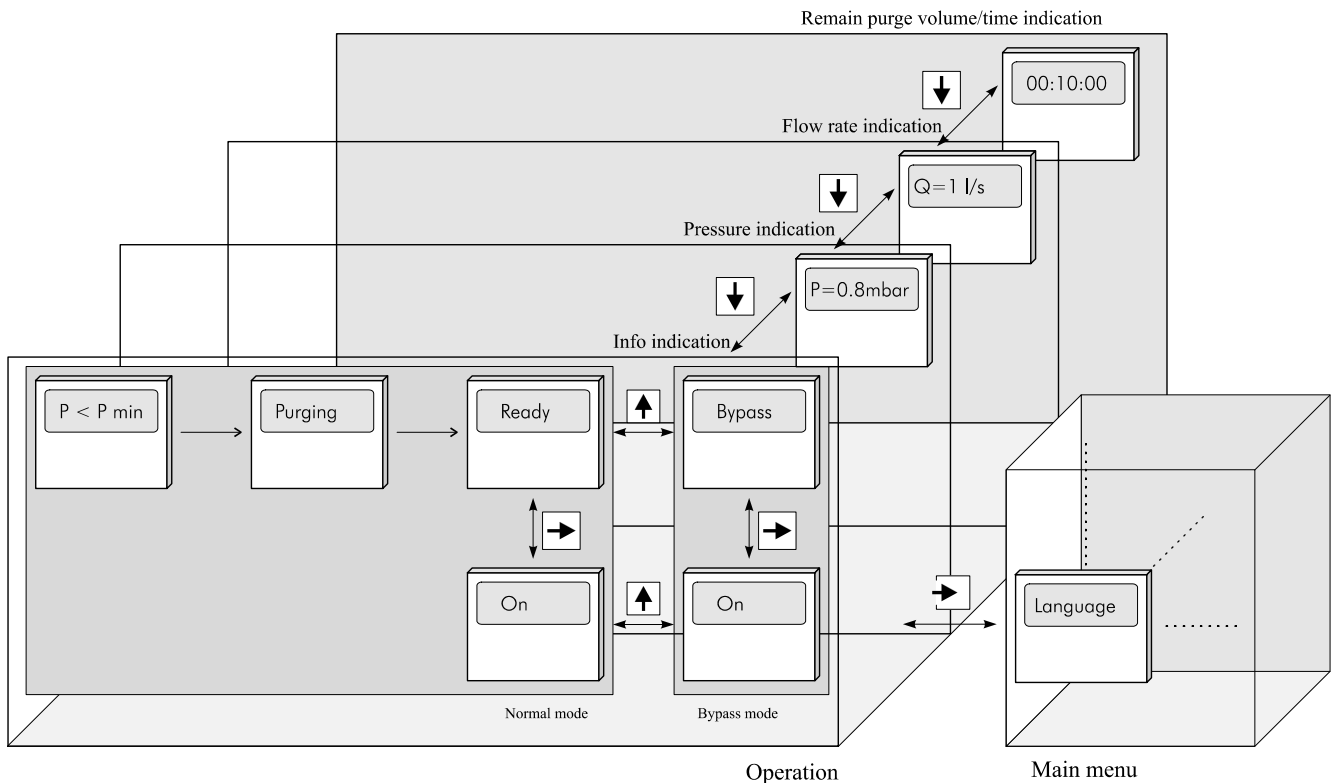 Remain purge volume/time indication
00:10:00
Flow rate indication
Q=1 l/s
Pressure indication
P=0.8mbar
Info indication
P < P min
Purging
Ready
Bypass
On
On
Language
Normal mode
Bypass mode
Operation
Main menu